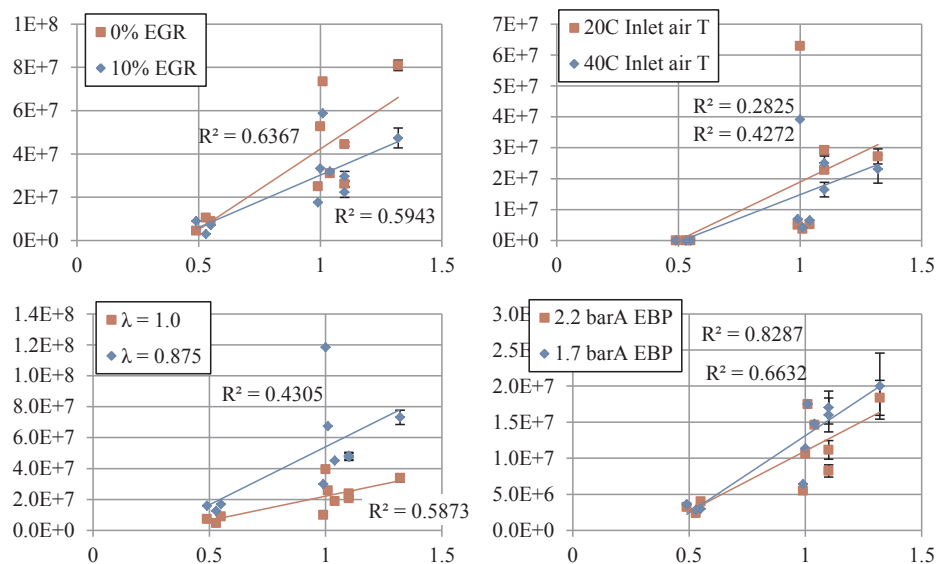 1E+8
8E+7
6E+7
4E+7
2E+7
0E+0
0
0.5
1
1.5
0% EGR
10% EGR
R² = 0.6367
R² = 0.5943
7E+7
6E+7
5E+7
4E+7
3E+7
2E+7
1E+7
0E+0
0
0.5
1
1.5
20C Inlet air T
40C Inlet air T
R² = 0.2825
R² = 0.4272
1.4E+8
1.2E+8
1.0E+8
8.0E+7
6.0E+7
4.0E+7
2.0E+7
0.0E+0
0
0.5
1
1.5
λ = 1.0
λ = 0.875
R² = 0.4305
R² = 0.5873
3.0E+7
2.5E+7
2.0E+7
1.5E+7
1.0E+7
5.0E+6
0.0E+0
0
0.5
1
1.5
2.2 barA EBP
1.7 barA EBP
R² = 0.8287
R² = 0.6632